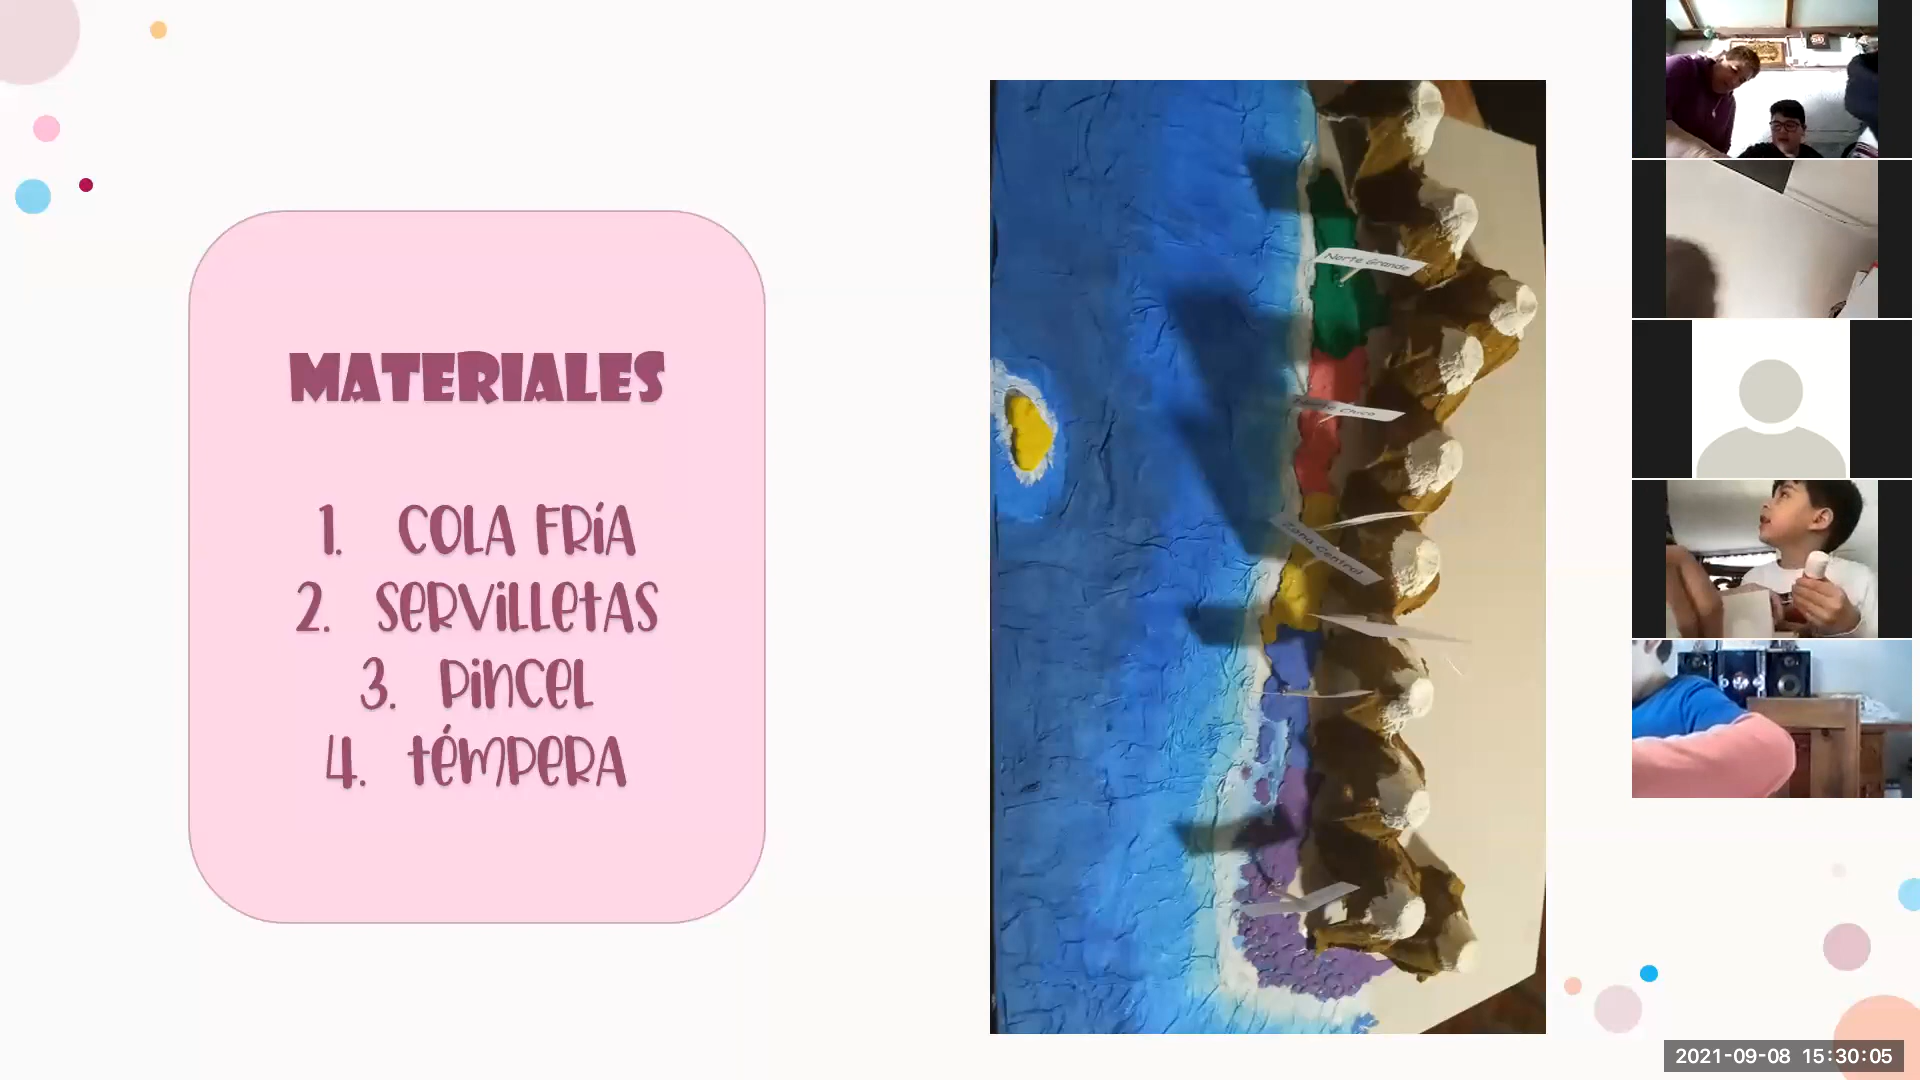 MATERIALES
1. COLA FRÍA
2. SERVILLETAS
3. PINCEL
4. TÉMPERA
Norte Grande
Chico
Zona Central
2021-09-08 15:30:05